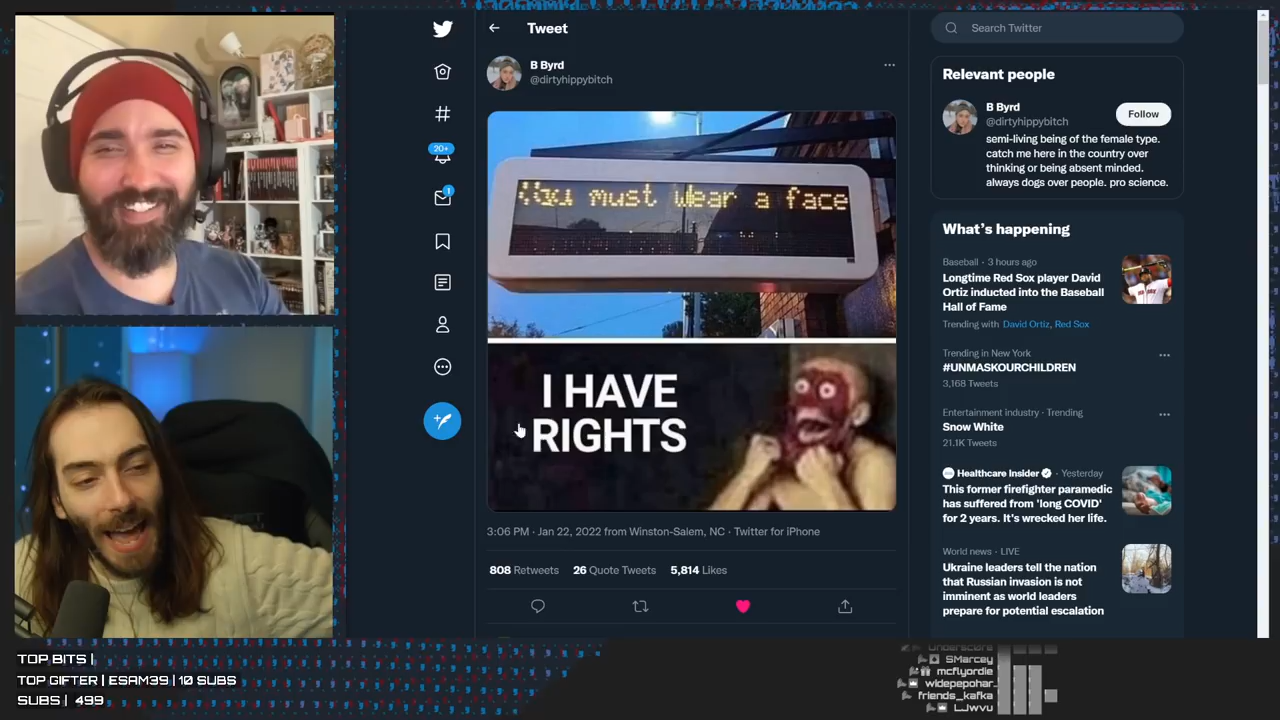 Tweet
B Byrd
@dirtyhippybitch
You must Wear a face
I HAVE
RIGHTS
3:06 PM · Jan 22, 2022 from Winston-Salem, NC · Twitter for iPhone
808 Retweets 26 Quote Tweets 5,814 Likes
20+
1
Search Twitter
Relevant people
B Byrd
@dirtyhippybitch
Follow
semi-living being of the female type.
catch me here in the country over
thinking or being absent minded.
always dogs over people. pro science.
What's happening
Baseball · 3 hours ago
Longtime Red Sox player David
Ortiz inducted into the Baseball
Hall of Fame
Trending with David Ortiz, Red Sox
Trending in New York
#UNMASKOURCHILDREN
3,168 Tweets
Entertainment industry · Trending
Snow White
21.1K Tweets
Healthcare Insider · Yesterday
This former firefighter paramedic
has suffered from 'long COVID'
for 2 years. It's wrecked her life.
World news · LIVE
Ukraine leaders tell the nation
that Russian invasion is not
imminent as world leaders
prepare for potential escalation
TOP BITS |
TOP GIFTER | ESAM39 | 10 SUBS
SUBS | 499
Underscore
SMarcey
mcflyordie
widepepohar
friends_kafka
LJwvu